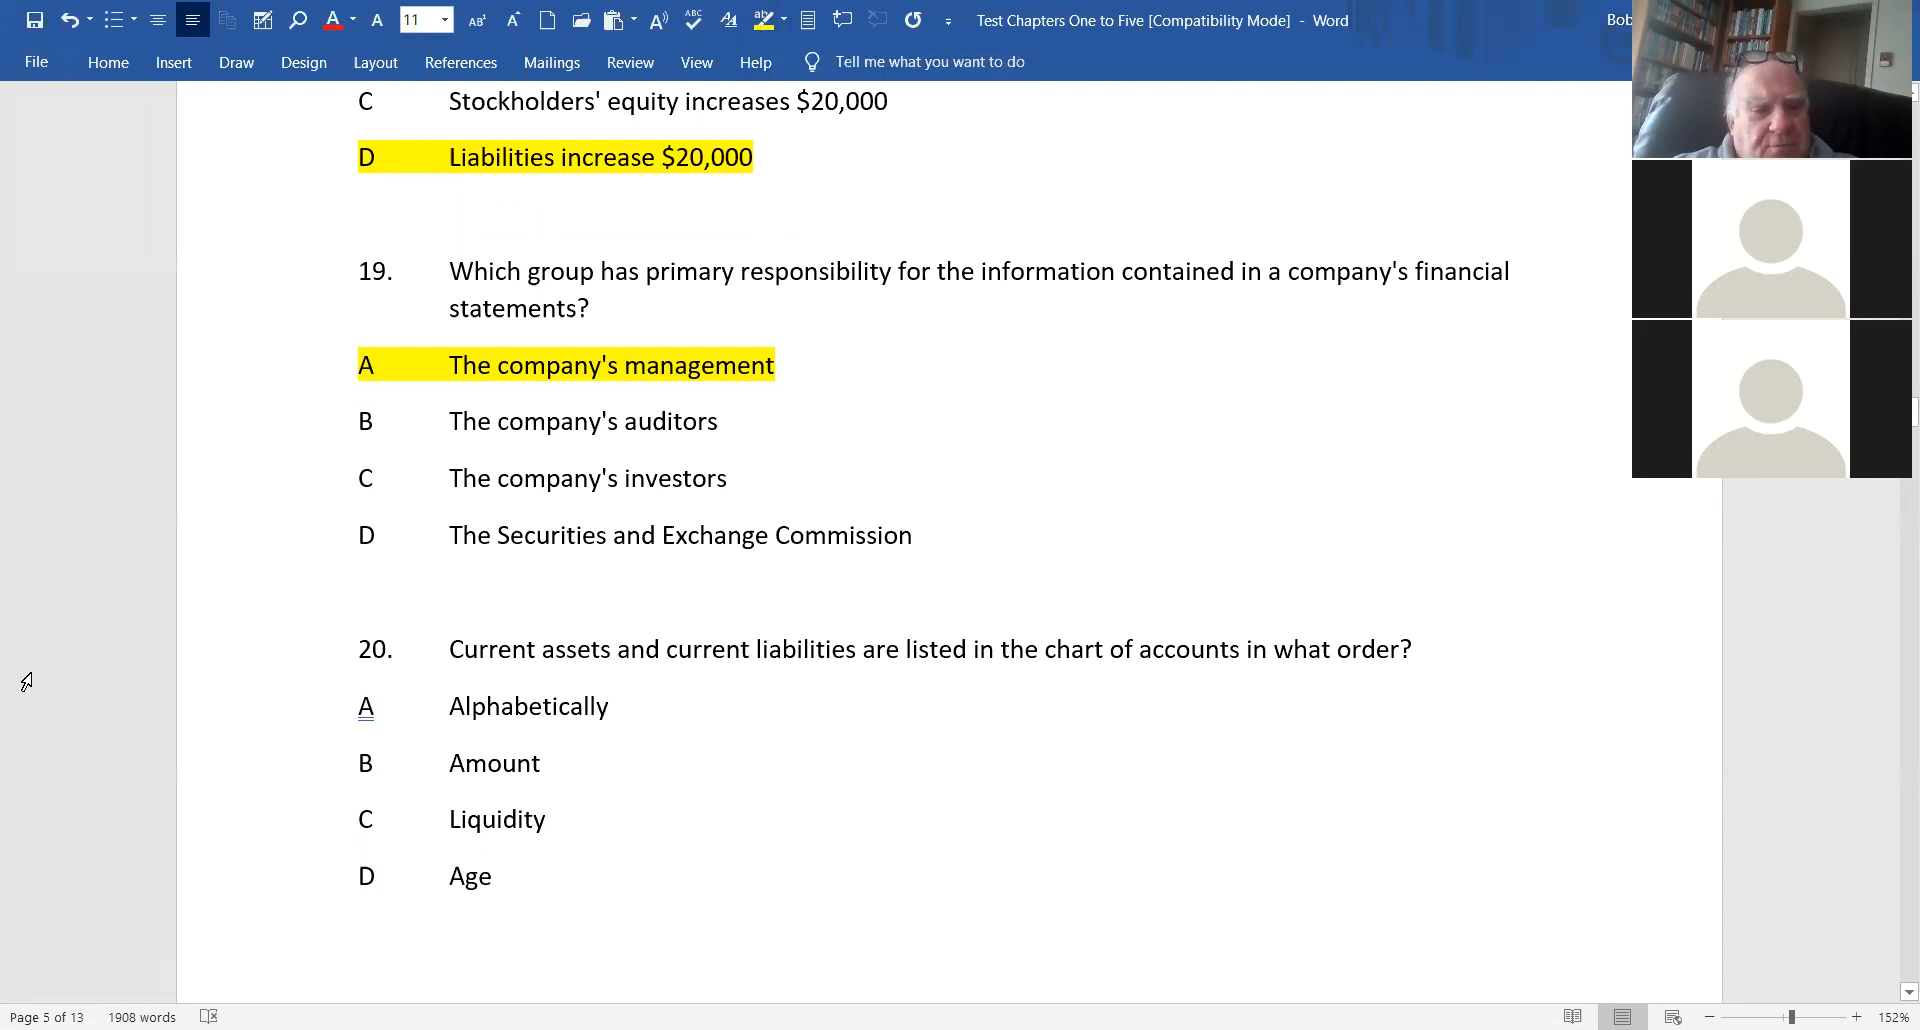 11
Test Chapters One to Five [Compatibility Mode] - Word
Bob
File Home Insert Draw Design Layout References Mailings Review View Help Tell me what you want to do
C Stockholders' equity increases $20,000
D Liabilities increase $20,000
19. Which group has primary responsibility for the information contained in a company's financial
statements?
A The company's management
B The company's auditors
C The company's investors
D The Securities and Exchange Commission
20. Current assets and current liabilities are listed in the chart of accounts in what order?
A Alphabetically
B Amount
C Liquidity
D Age
Page 5 of 13 1908 words 152%